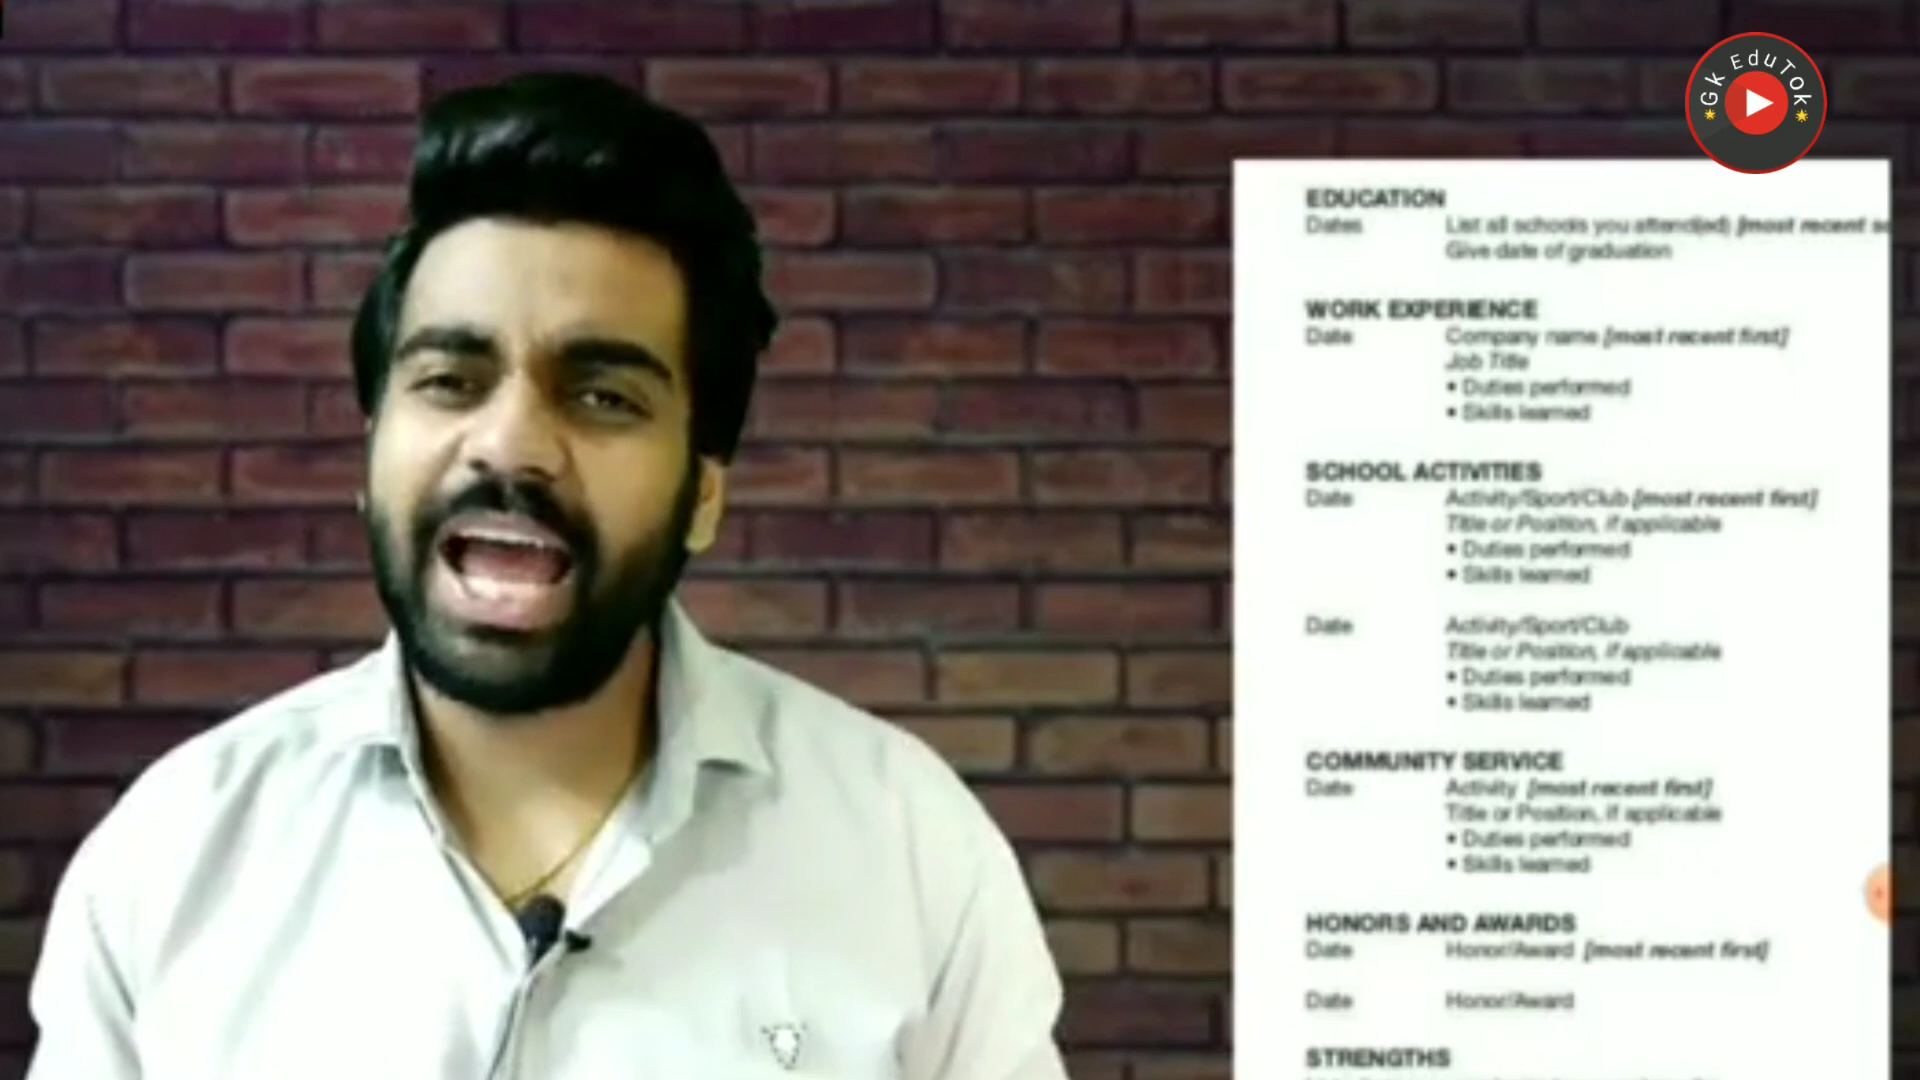 GK EduTok
EDUCATION
Dates List all schools you attend(ed) [most recent
Give date of graduation
WORK EXPERIENCE
Date Company name [most recent first]
Job Title
• Duties performed
• Skills learned
SCHOOL ACTIVITIES
Date Activity/Sport/Club [most recent first]
Title or Position, if applicable
• Duties performed
• Skills learned
Date Activity/Sport/Club
Title or Position, if applicable
• Duties performed
• Skills learned
COMMUNITY SERVICE
Date Activity [most recent first]
Title or Position, if applicable
• Duties performed
• Skills learned
HONORS AND AWARDS
Date Honor/Award [most recent first]
Date Honor/Award
STRENGTHS